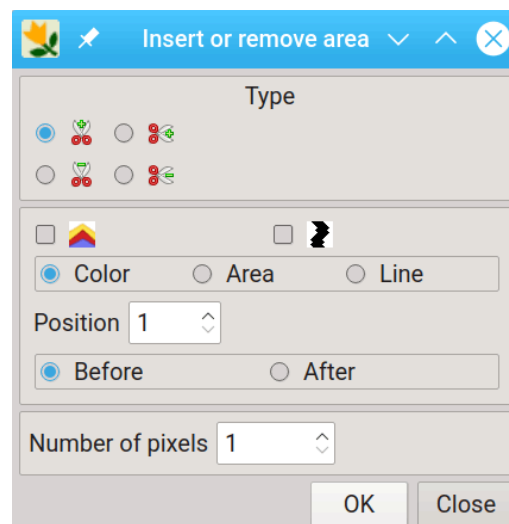 Insert or remove area
Type
Color Area Line
Position 1
Before After
Number of pixels 1
OK Close